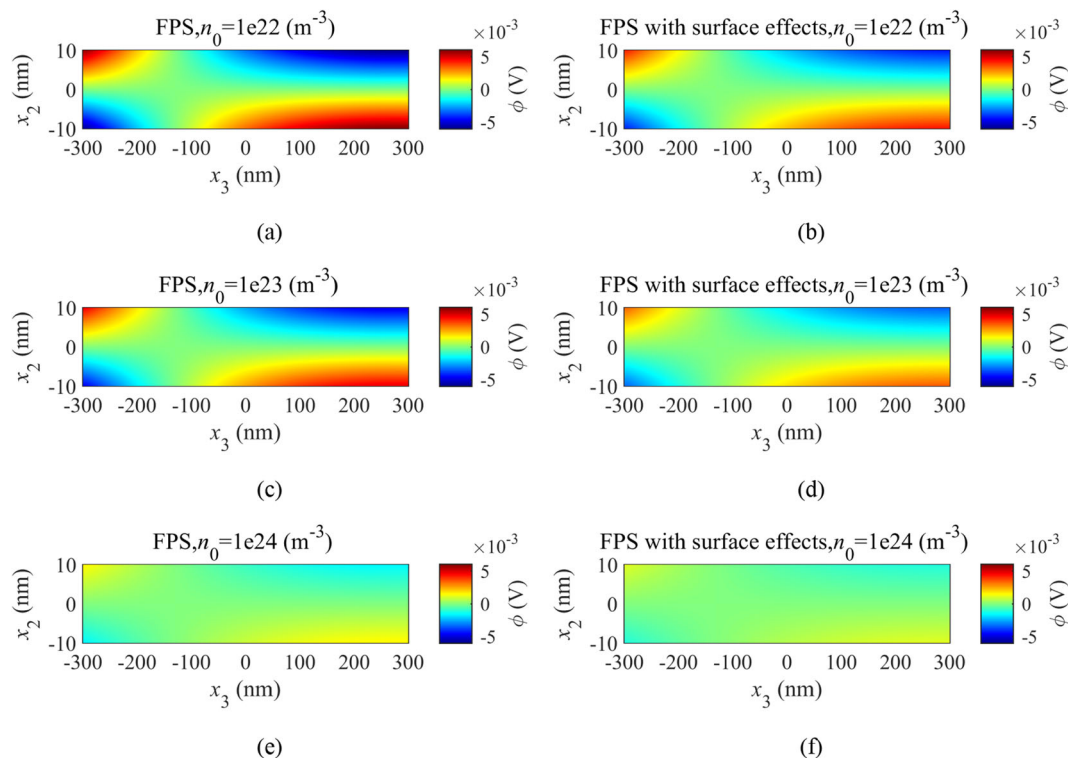 FPS,n0=1e22 (m-3)
×10-3
10
0
-10
x2 (nm)
-300 -200 -100 0 100 200 300
x3 (nm)
5
0
-5
ϕ (V)
(a)
FPS with surface effects,n0=1e22 (m-3)
×10-3
10
0
-10
x2 (nm)
-300 -200 -100 0 100 200 300
x3 (nm)
5
0
-5
ϕ (V)
(b)
FPS,n0=1e23 (m-3)
×10-3
10
0
-10
x2 (nm)
-300 -200 -100 0 100 200 300
x3 (nm)
5
0
-5
ϕ (V)
(c)
FPS with surface effects,n0=1e23 (m-3)
×10-3
10
0
-10
x2 (nm)
-300 -200 -100 0 100 200 300
x3 (nm)
5
0
-5
ϕ (V)
(d)
FPS,n0=1e24 (m-3)
×10-3
10
0
-10
x2 (nm)
-300 -200 -100 0 100 200 300
x3 (nm)
5
0
-5
ϕ (V)
(e)
FPS with surface effects,n0=1e24 (m-3)
×10-3
10
0
-10
x2 (nm)
-300 -200 -100 0 100 200 300
x3 (nm)
5
0
-5
ϕ (V)
(f)